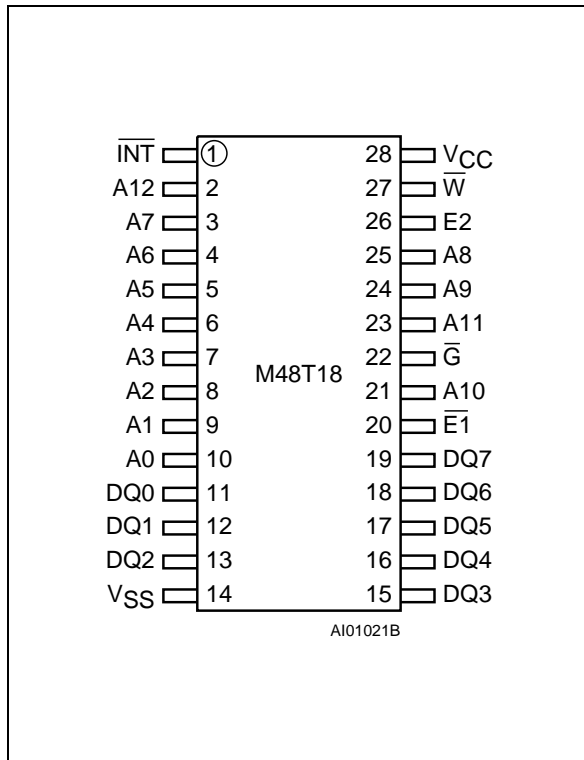 I̅N̅T̅ 1 28 VCC
A12 2 27 W̅
A7 3 26 E2
A6 4 25 A8
A5 5 24 A9
A4 6 23 A11
A3 7 22 G̅
M48T18
A2 8 21 A10
A1 9 20 E̅1̅
A0 10 19 DQ7
DQ0 11 18 DQ6
DQ1 12 17 DQ5
DQ2 13 16 DQ4
VSS 14 15 DQ3
AI01021B